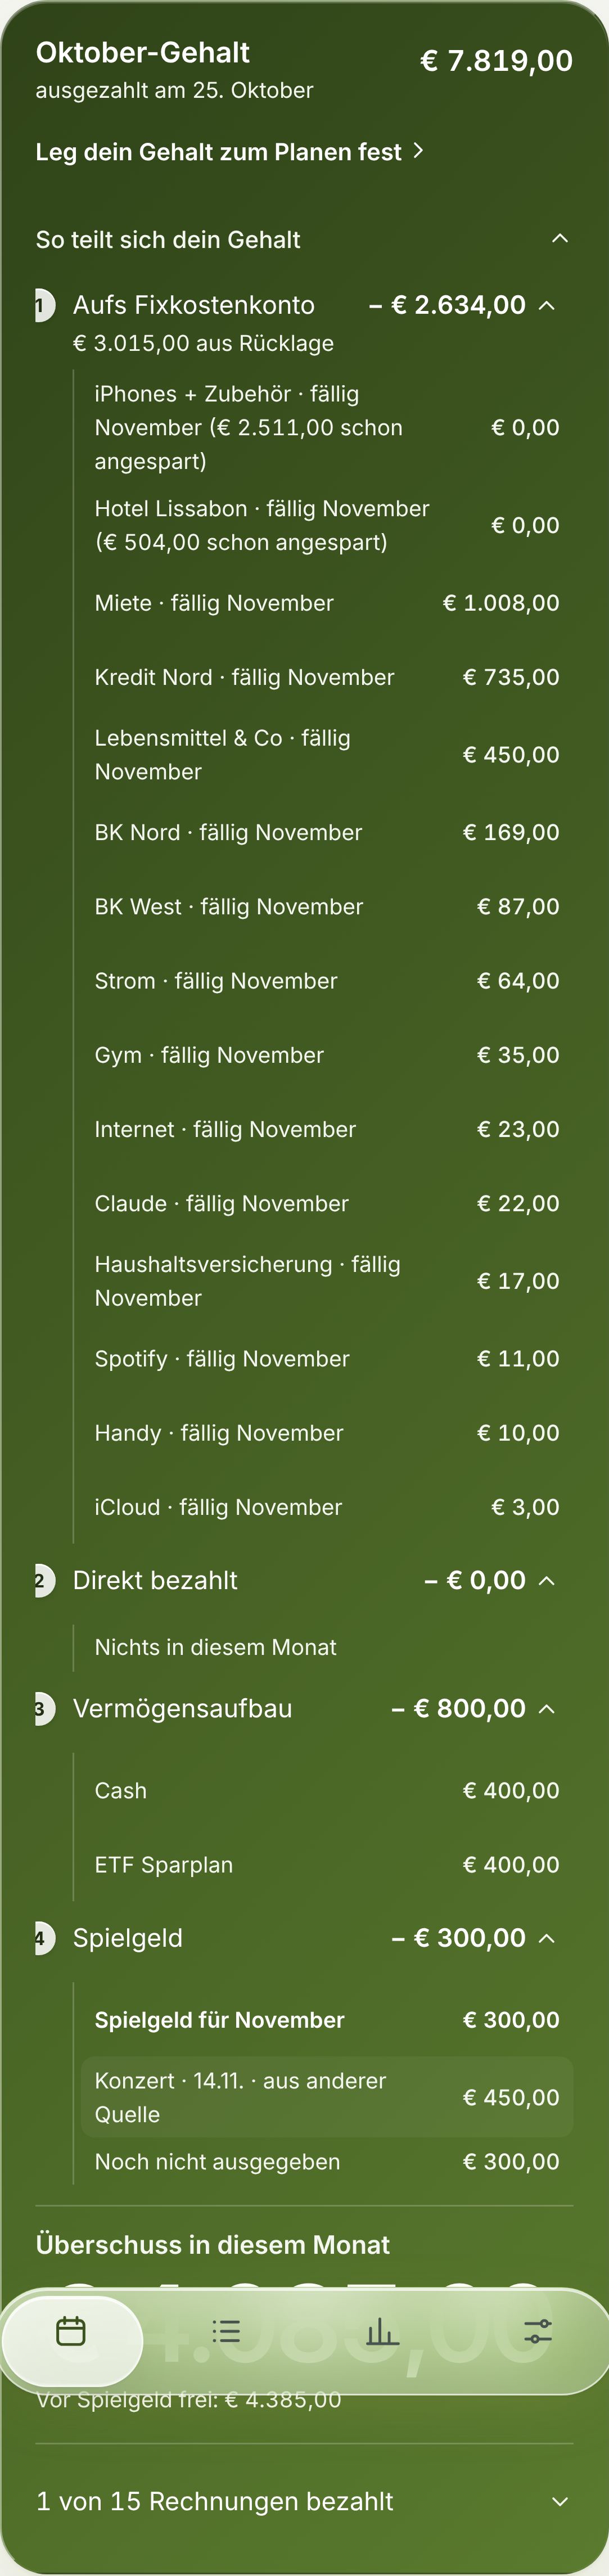 Oktober-Gehalt
€ 7.819,00
ausgezahlt am 25. Oktober
Leg dein Gehalt zum Planen fest
So teilt sich dein Gehalt
1 Aufs Fixkostenkonto – € 2.634,00
€ 3.015,00 aus Rücklage
iPhones + Zubehör · fällig
November (€ 2.511,00 schon
angespart)
€ 0,00
Hotel Lissabon · fällig November
(€ 504,00 schon angespart)
€ 0,00
Miete · fällig November € 1.008,00
Kredit Nord · fällig November € 735,00
Lebensmittel & Co · fällig
November
€ 450,00
BK Nord · fällig November € 169,00
BK West · fällig November € 87,00
Strom · fällig November € 64,00
Gym · fällig November € 35,00
Internet · fällig November € 23,00
Claude · fällig November € 22,00
Haushaltsversicherung · fällig
November
€ 17,00
Spotify · fällig November € 11,00
Handy · fällig November € 10,00
iCloud · fällig November € 3,00
2 Direkt bezahlt – € 0,00
Nichts in diesem Monat
3 Vermögensaufbau – € 800,00
Cash € 400,00
ETF Sparplan € 400,00
4 Spielgeld – € 300,00
Spielgeld für November € 300,00
Konzert · 14.11. · aus anderer
Quelle
€ 450,00
Noch nicht ausgegeben € 300,00
Überschuss in diesem Monat
€ 4.085,00
Vor Spielgeld frei: € 4.385,00
1 von 15 Rechnungen bezahlt